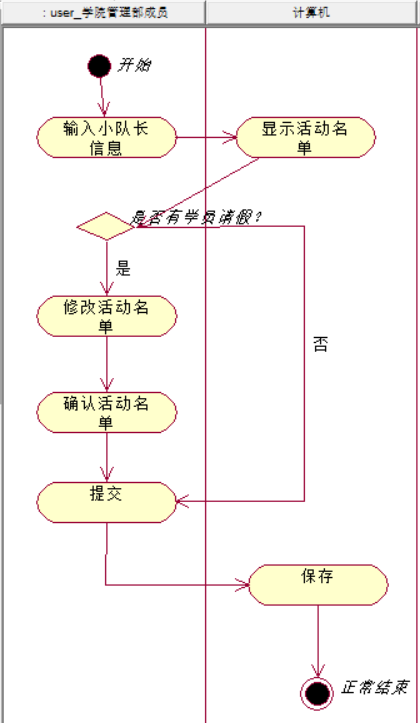 : user_学院管理部成员
计算机
开始
输入小队长
信息
显示活动名
单
是否有学员请假?
是
修改活动名
单
否
确认活动名
单
提交
保存
正常结束